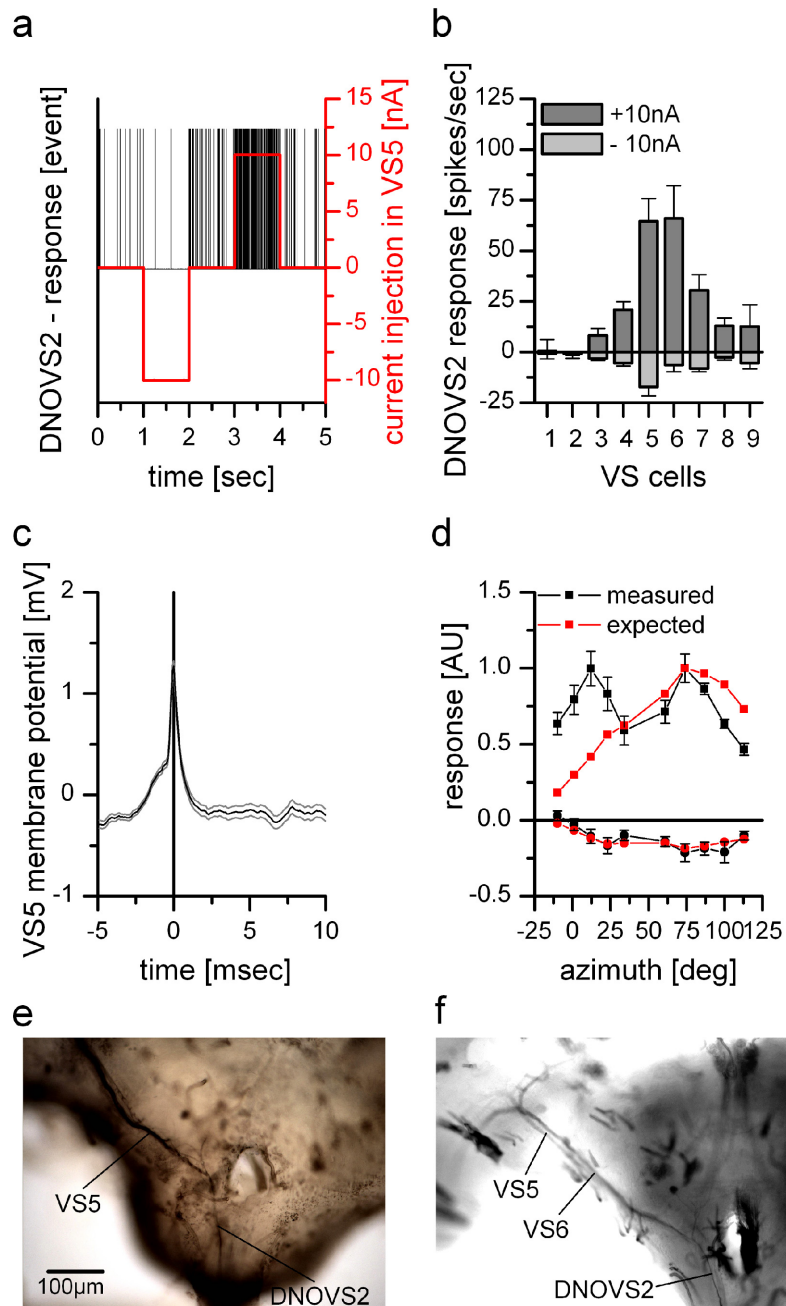 a
DNOVS2 - response [event]
15
10
5
0
-5
-10
current injection in VS5 [nA]
0 1 2 3 4 5
time [sec]
b
DNOVS2 response [spikes/sec]
125
100
75
50
25
0
-25
+10nA
- 10nA
1 2 3 4 5 6 7 8 9
VS cells
c
VS5 membrane potential [mV]
2
1
0
-1
-5 0 5 10
time [msec]
d
response [AU]
1.5
1.0
0.5
0.0
-0.5
measured
expected
-25 0 25 50 75 100 125
azimuth [deg]
e
VS5
100µm
DNOVS2
f
VS5
VS6
DNOVS2